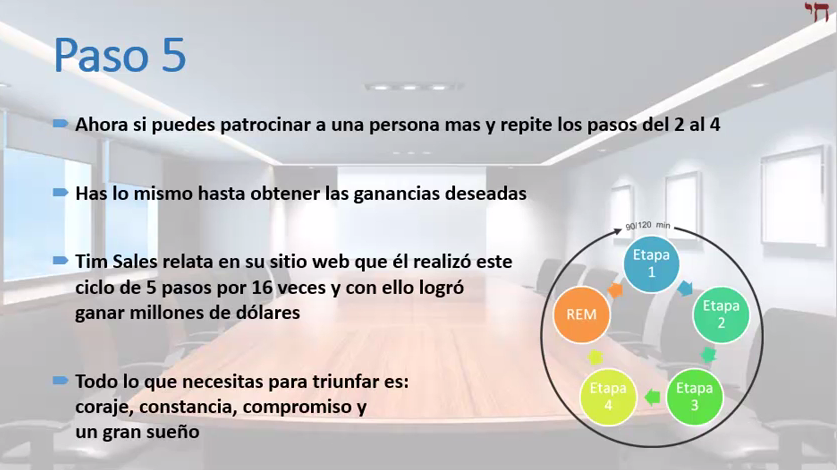 חי
Paso 5
Ahora si puedes patrocinar a una persona mas y repite los pasos del 2 al 4
Has lo mismo hasta obtener las ganancias deseadas
Tim Sales relata en su sitio web que él realizó este
ciclo de 5 pasos por 16 veces y con ello logró
ganar millones de dólares
Todo lo que necesitas para triunfar es:
coraje, constancia, compromiso y
un gran sueño
90/120 min
Etapa
1
Etapa
2
Etapa
3
Etapa
4
REM